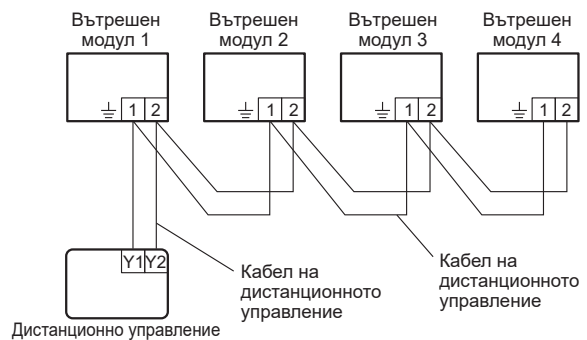 Вътрешен
модул 1
Вътрешен
модул 2
Вътрешен
модул 3
Вътрешен
модул 4
1 2
1 2
1 2
1 2
Y1 Y2
Кабел на
дистанционното
управление
Кабел на
дистанционното
управление
Дистанционно управление